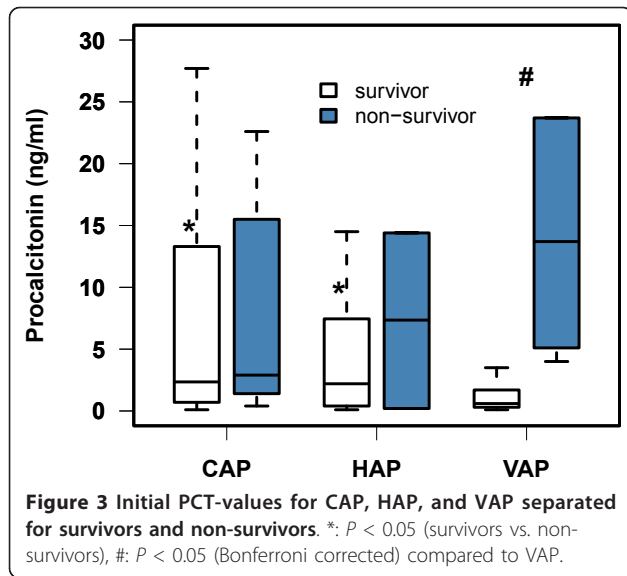 30
25
20
15
10
5
0
Procalcitonin (ng/ml)
survivor
non−survivor
*
*
#
CAP HAP VAP
Figure 3 Initial PCT-values for CAP, HAP, and VAP separated
for survivors and non-survivors. *: P < 0.05 (survivors vs. non-
survivors), #: P < 0.05 (Bonferroni corrected) compared to VAP.